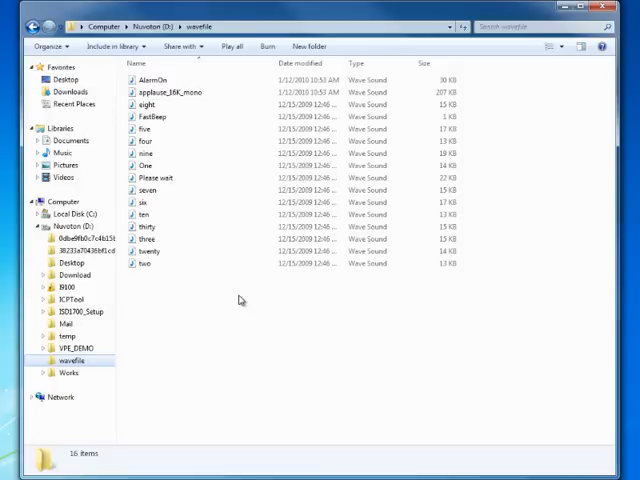 Computer ▸ Nuvoton (D:) ▸ wavefile
Search wavefile
Organize Include in library Share with Play all Burn New folder
Name Date modified Type Size
Favorites
Desktop
Downloads
Recent Places
Libraries
Documents
Music
Pictures
Videos
Computer
Local Disk (C:)
Nuvoton (D:)
Desktop
Download
I9100
ICPTool
ISD1700_Setup
Mail
temp
VPE_DEMO
wavefile
Works
Network
AlarmOn 1/12/2010 10:53 AM Wave Sound 30 KB
applause_16K_mono 1/12/2010 10:53 AM Wave Sound 207 KB
eight 12/15/2009 12:46 ... Wave Sound 15 KB
FastBeep 12/15/2009 12:46 ... Wave Sound 1 KB
five 12/15/2009 12:46 ... Wave Sound 17 KB
four 12/15/2009 12:46 ... Wave Sound 13 KB
nine 12/15/2009 12:46 ... Wave Sound 19 KB
One 12/15/2009 12:46 ... Wave Sound 14 KB
Please wait 12/15/2009 12:46 ... Wave Sound 22 KB
seven 12/15/2009 12:46 ... Wave Sound 15 KB
six 12/15/2009 12:46 ... Wave Sound 17 KB
ten 12/15/2009 12:46 ... Wave Sound 13 KB
thirty 12/15/2009 12:46 ... Wave Sound 17 KB
three 12/15/2009 12:46 ... Wave Sound 15 KB
twenty 12/15/2009 12:46 ... Wave Sound 14 KB
two 12/15/2009 12:46 ... Wave Sound 13 KB
16 items